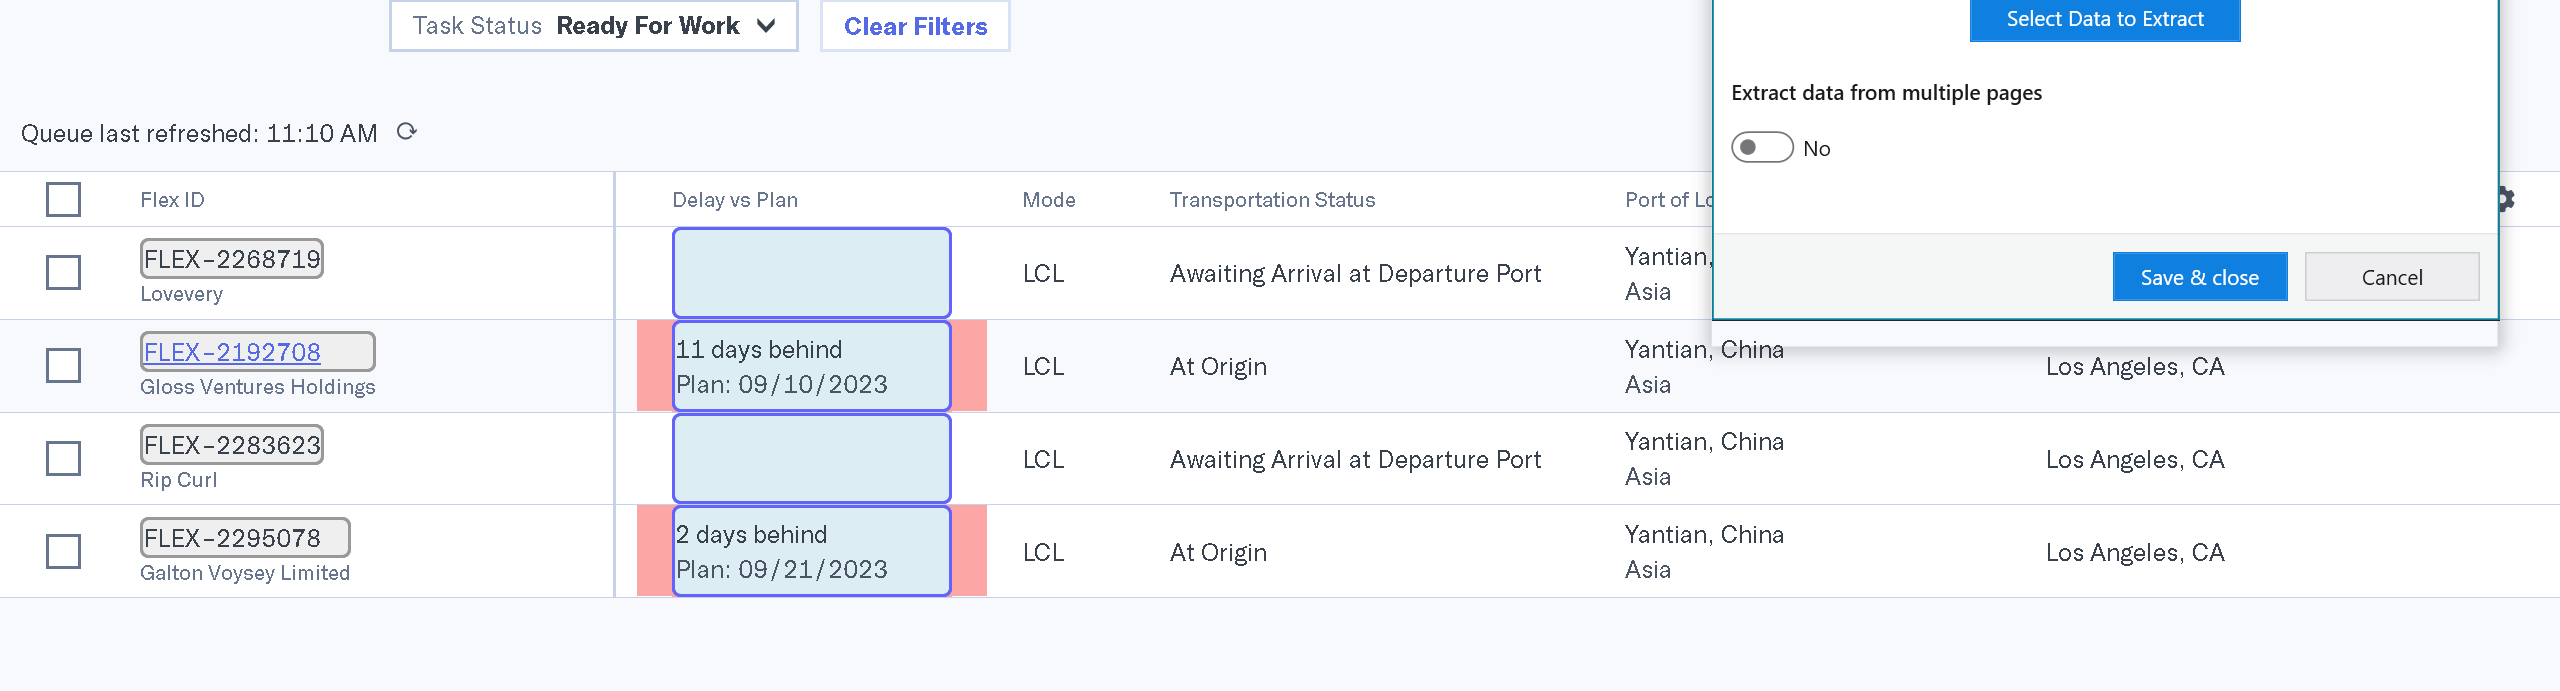 Task Status Ready For Work
Clear Filters
Select Data to Extract
Extract data from multiple pages
No
Save & close
Cancel
Queue last refreshed: 11:10 AM
Flex ID
Delay vs Plan
Mode
Transportation Status
Port of
FLEX-2268719
Lovevery
LCL
Awaiting Arrival at Departure Port
Yantian,
Asia
FLEX-2192708
Gloss Ventures Holdings
11 days behind
Plan: 09/10/2023
LCL
At Origin
Yantian, China
Asia
Los Angeles, CA
FLEX-2283623
Rip Curl
LCL
Awaiting Arrival at Departure Port
Yantian, China
Asia
Los Angeles, CA
FLEX-2295078
Galton Voysey Limited
2 days behind
Plan: 09/21/2023
LCL
At Origin
Yantian, China
Asia
Los Angeles, CA